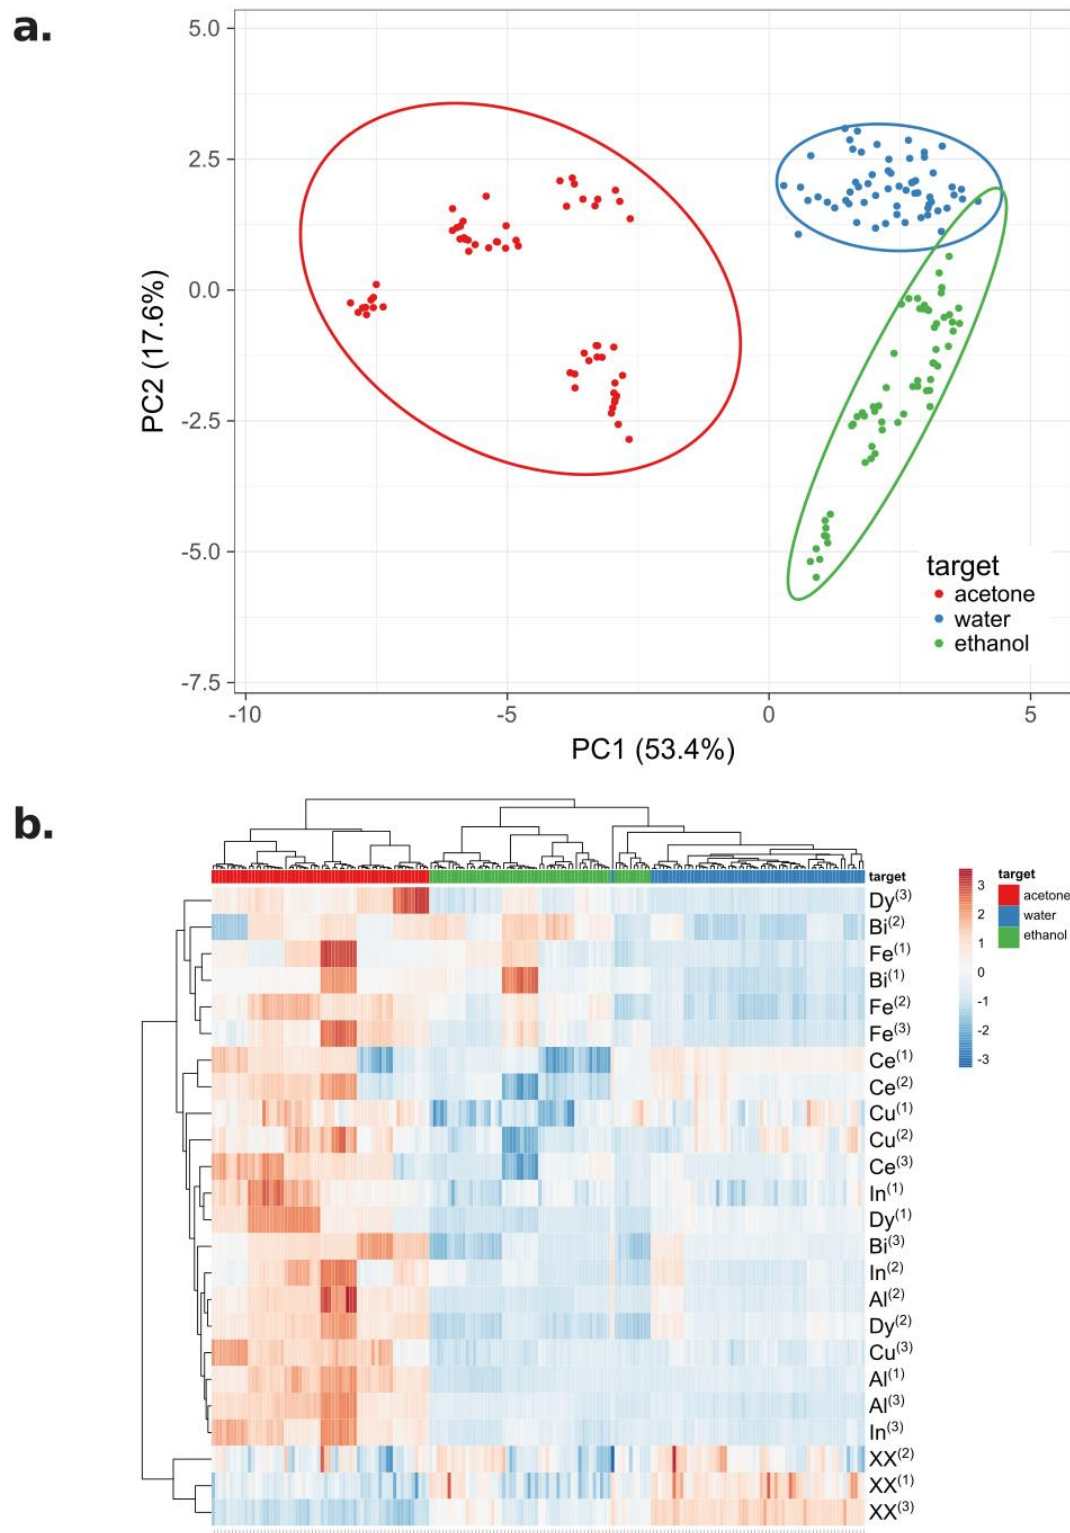 a.
5.0
2.5
0.0
-2.5
-5.0
-7.5
PC2 (17.6%)
-10 -5 0 5
PC1 (53.4%)
target
acetone
water
ethanol
b.
target
Dy(3)
Bi(2)
Fe(1)
Bi(1)
Fe(2)
Fe(3)
Ce(1)
Ce(2)
Cu(1)
Cu(2)
Ce(3)
In(1)
Dy(1)
Bi(3)
In(2)
Al(2)
Dy(2)
Cu(3)
Al(1)
Al(3)
In(3)
XX(2)
XX(1)
XX(3)
3
2
1
0
-1
-2
-3
target
acetone
water
ethanol